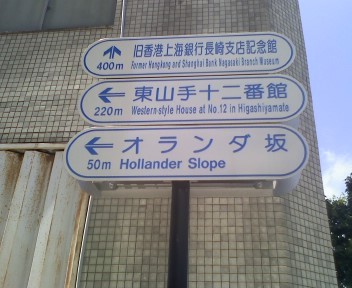 旧香港上海銀行長崎支店記念館
400m Former Hongkong and Shanghai Bank Nagasaki Branch Museum
東山手十二番館
220m Western-style House at No.12 in Higashiyamate
オランダ坂
50m Hollander Slope